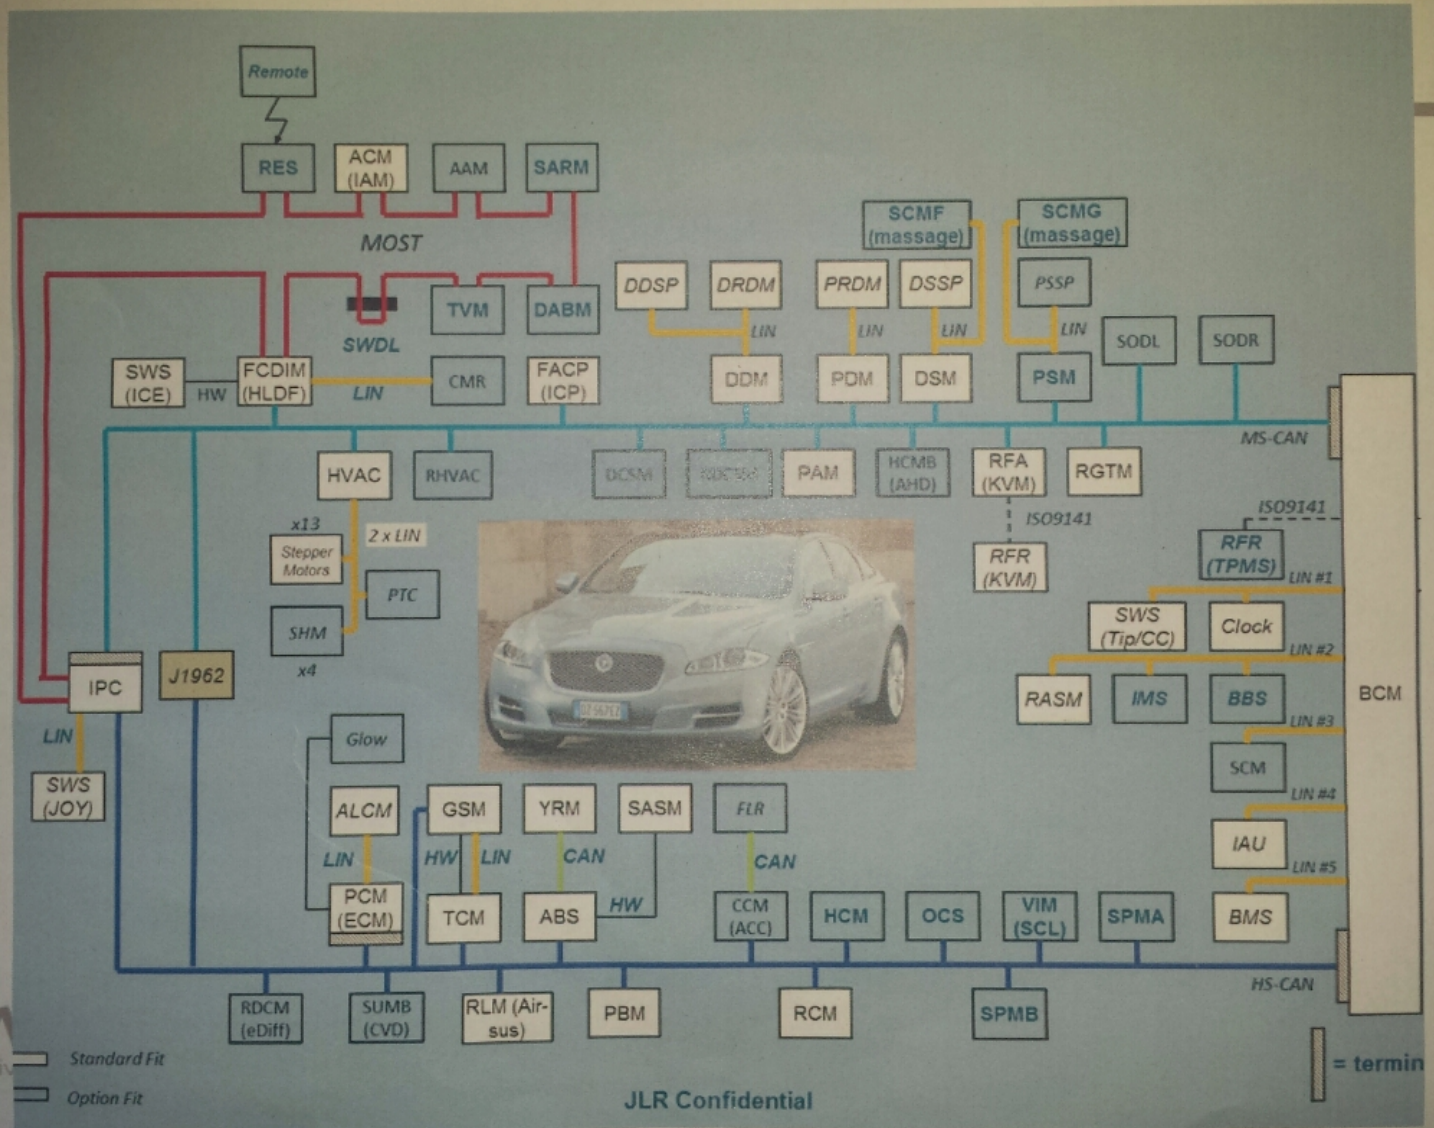 Remote
RES
ACM
(IAM)
AAM
SARM
MOST
SCMF
(massage)
SCMG
(massage)
DDSP
DRDM
PRDM
DSSP
PSSP
TVM
DABM
LIN
LIN
LIN
LIN
SODL
SODR
SWDL
SWS
(ICE)
HW
FCDIM
(HLDF)
LIN
CMR
FACP
(ICP)
DDM
PDM
DSM
PSM
MS-CAN
HVAC
RHVAC
DCSM
PAM
HCMB
(AHD)
RFA
(KVM)
RGTM
ISO9141
ISO9141
x13
Stepper
Motors
2 x LIN
PTC
SHM
x4
RFR
(KVM)
RFR
(TPMS)
LIN #1
SWS
(Tip/CC)
Clock
LIN #2
RASM
IMS
BBS
BCM
IPC
J1962
LIN #3
SCM
LIN
SWS
(JOY)
Glow
ALCM
GSM
YRM
SASM
FLR
LIN #4
IAU
LIN
HW
LIN
CAN
CAN
LIN #5
BMS
PCM
(ECM)
TCM
ABS
HW
CCM
(ACC)
HCM
OCS
VIM
(SCL)
SPMA
HS-CAN
RDCM
(eDiff)
SUMB
(CVD)
RLM (Air-
sus)
PBM
RCM
SPMB
Standard Fit
Option Fit
= termin
JLR Confidential